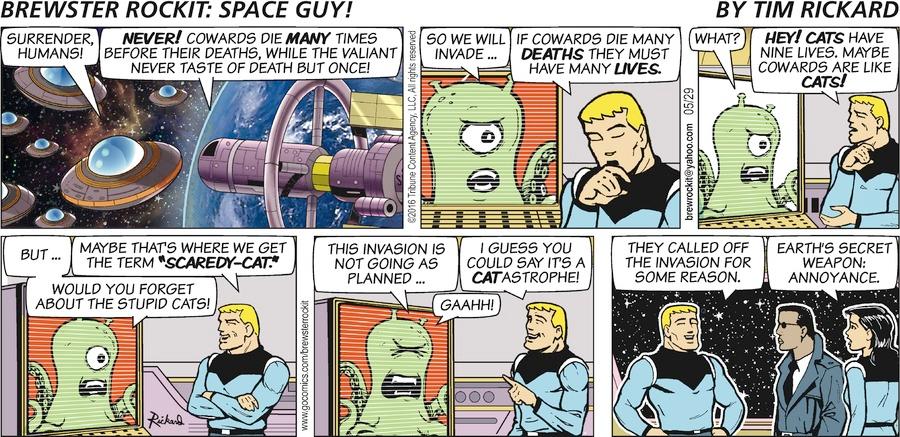 BREWSTER ROCKIT: SPACE GUY!
BY TIM RICKARD
SURRENDER,
HUMANS!
NEVER! COWARDS DIE MANY TIMES
BEFORE THEIR DEATHS, WHILE THE VALIANT
NEVER TASTE OF DEATH BUT ONCE!
©2016 Tribune Content Agency, LLC. All rights reserved
SO WE WILL
INVADE ...
IF COWARDS DIE MANY
DEATHS THEY MUST
HAVE MANY LIVES.
brewrockit@yahoo.com 05/29
WHAT?
HEY! CATS HAVE
NINE LIVES. MAYBE
COWARDS ARE LIKE
CATS!
BUT ...
MAYBE THAT'S WHERE WE GET
THE TERM "SCAREDY-CAT."
WOULD YOU FORGET
ABOUT THE STUPID CATS!
Rickard
www.gocomics.com/brewsterrockit
THIS INVASION IS
NOT GOING AS
PLANNED ...
I GUESS YOU
COULD SAY IT'S A
CATASTROPHE!
GAAHH!
THEY CALLED OFF
THE INVASION FOR
SOME REASON.
EARTH'S SECRET
WEAPON:
ANNOYANCE.